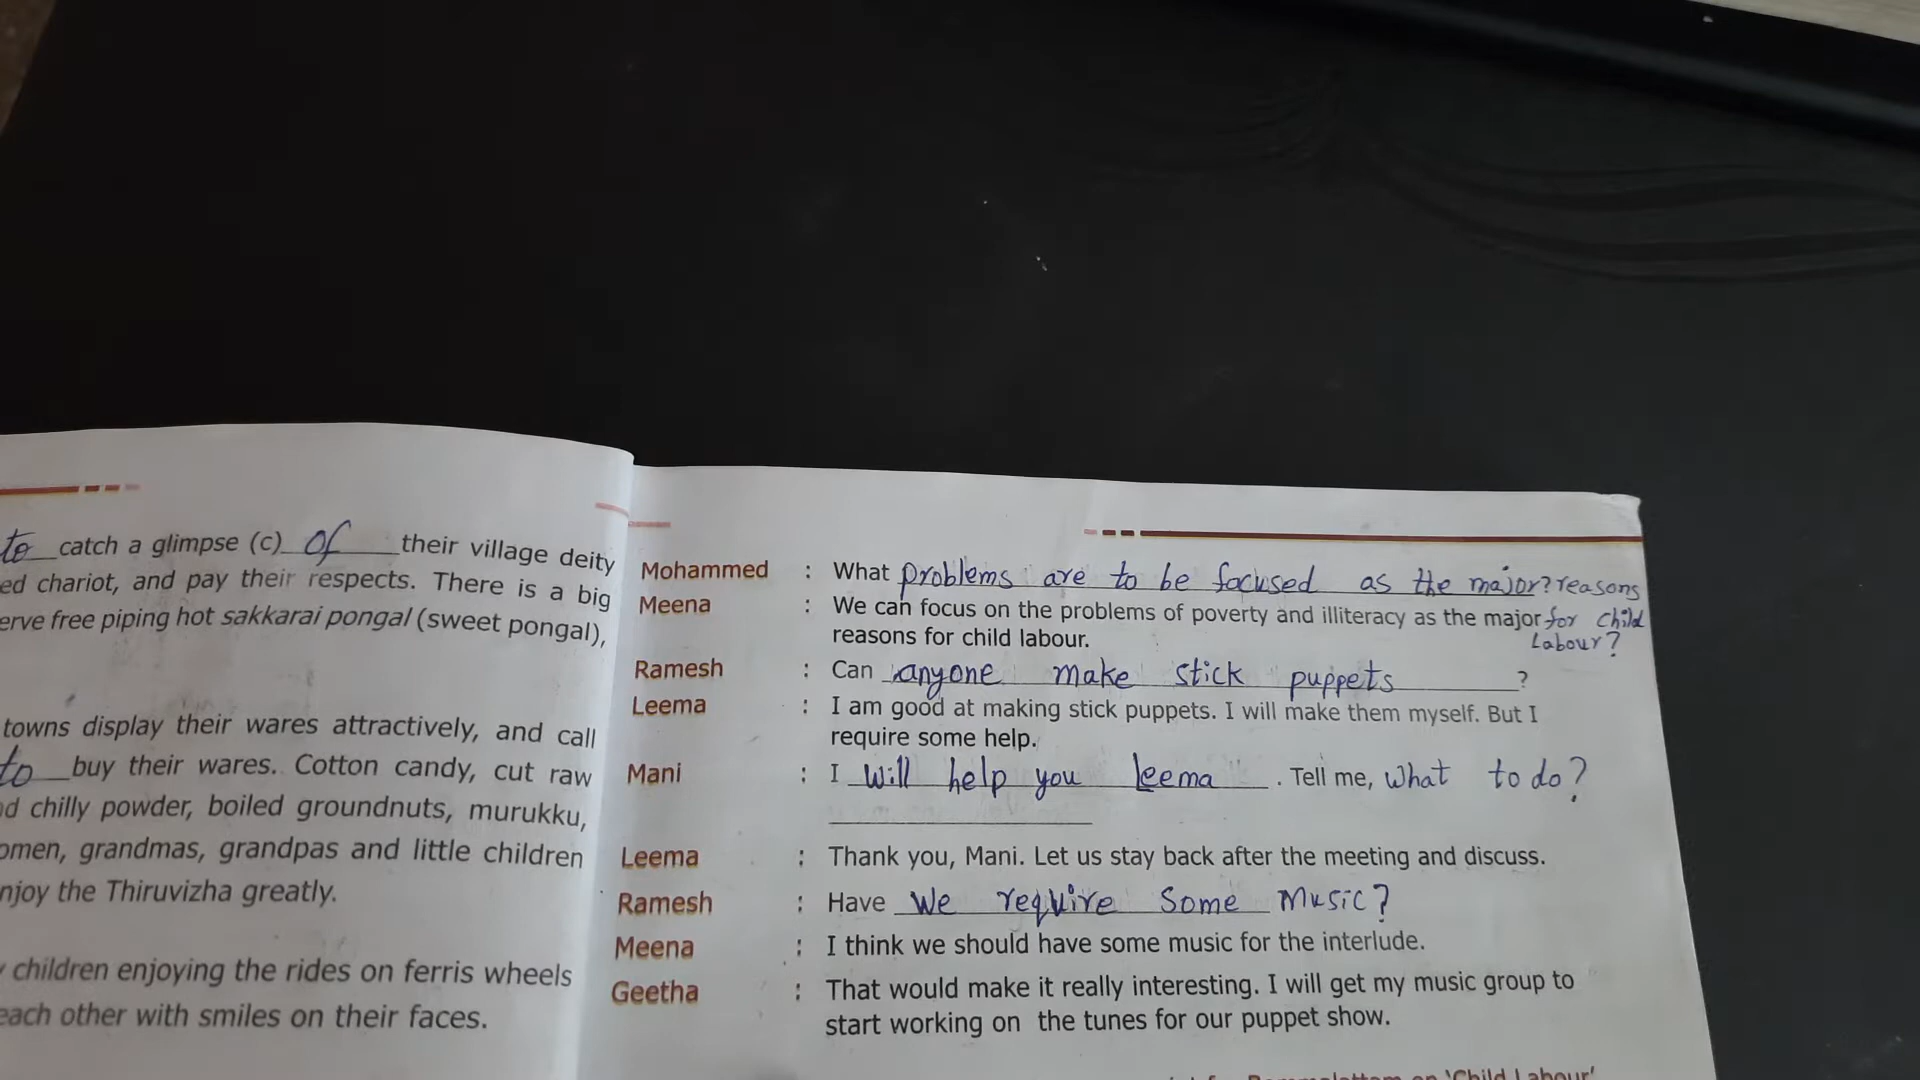 to catch a glimpse (c) of their village deity
ed chariot, and pay their respects. There is a big
erve free piping hot sakkarai pongal (sweet pongal),
towns display their wares attractively, and call
to buy their wares. Cotton candy, cut raw
d chilly powder, boiled groundnuts, murukku,
omen, grandmas, grandpas and little children
njoy the Thiruvizha greatly.
children enjoying the rides on ferris wheels
each other with smiles on their faces.
Mohammed : What problems are to be focused as the major? reasons
for child
Labour?
Meena : We can focus on the problems of poverty and illiteracy as the major
reasons for child labour.
Ramesh : Can anyone make stick puppets ?
Leema : I am good at making stick puppets. I will make them myself. But I
require some help.
Mani : I will help you Leema . Tell me, what to do?
Leema : Thank you, Mani. Let us stay back after the meeting and discuss.
Ramesh : Have we require some music?
Meena : I think we should have some music for the interlude.
Geetha : That would make it really interesting. I will get my music group to
start working on the tunes for our puppet show.
on 'Child Labour'